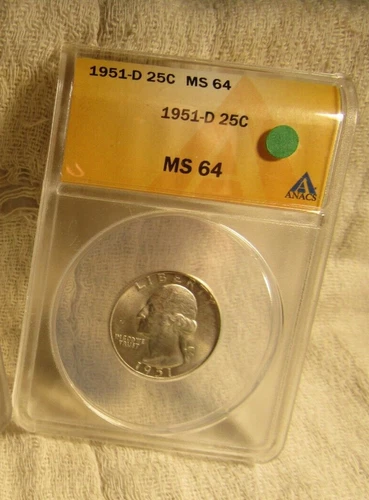 1951-D 25C MS 64
1951-D 25C
MS 64
ANACS
LIBERTY
IN GOD WE
TRUST
1951